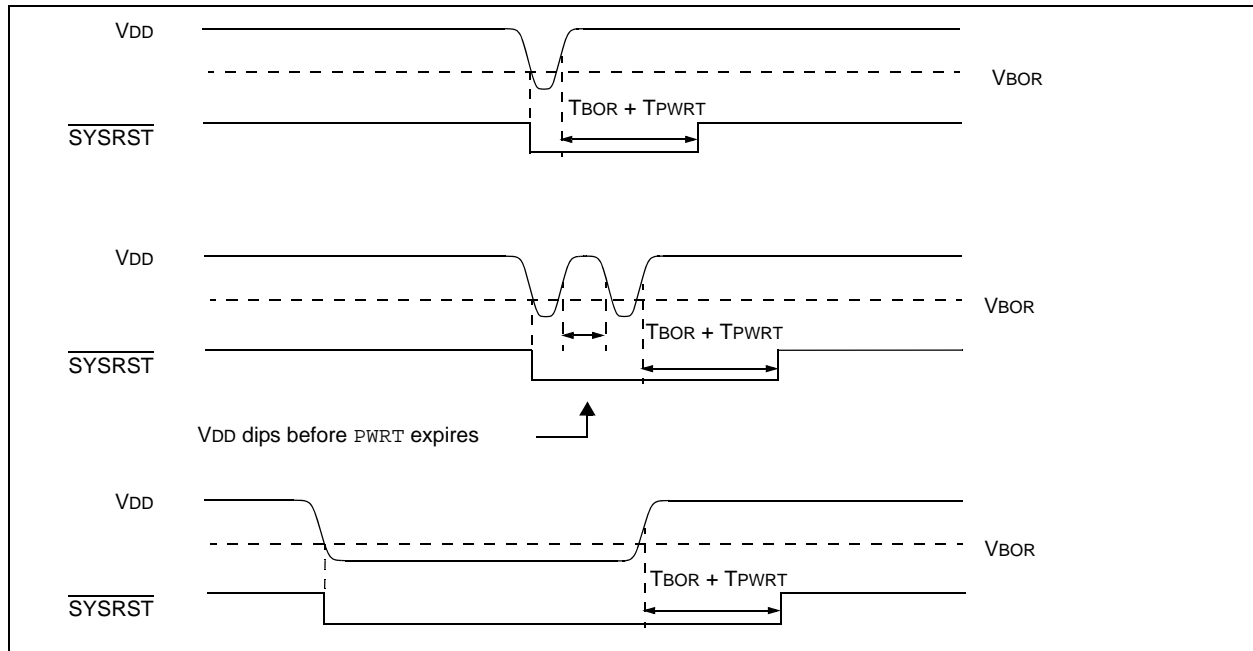 VDD
VBOR
TBOR + TPWRT
SYSRST
VDD
VBOR
TBOR + TPWRT
SYSRST
VDD dips before PWRT expires
VDD
VBOR
TBOR + TPWRT
SYSRST